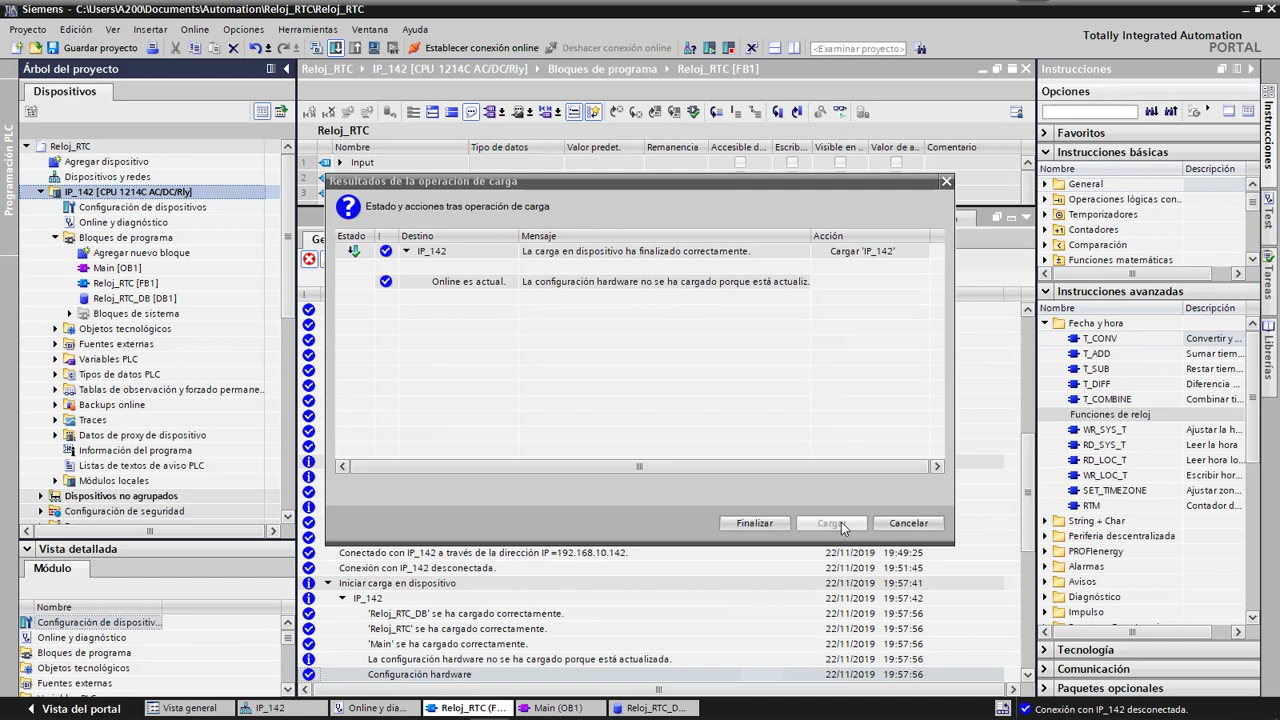 Siemens - C:\Users\A200\Documents\Automation\Reloj_RTC\Reloj_RTC
Proyecto Edición Ver Insertar Online Opciones Herramientas Ventana Ayuda
Totally Integrated Automation
PORTAL
Guardar proyecto
Establecer conexión online
Deshacer conexión online
<Examinar proyecto>
Árbol del proyecto
Reloj_RTC
IP_142 [CPU 1214C AC/DC/Rly]
Bloques de programa
Reloj_RTC [FB1]
Instrucciones
Programación PLC
Dispositivos
Reloj_RTC
Agregar dispositivo
Dispositivos y redes
IP_142 [CPU 1214C AC/DC/Rly]
Configuración de dispositivos
Online y diagnóstico
Bloques de programa
Agregar nuevo bloque
Main [OB1]
Reloj_RTC [FB1]
Reloj_RTC_DB [DB1]
Bloques de sistema
Objetos tecnológicos
Fuentes externas
Variables PLC
Tipos de datos PLC
Tablas de observación y forzado permane...
Backups online
Traces
Datos de proxy de dispositivo
Información del programa
Listas de textos de aviso PLC
Módulos locales
Dispositivos no agrupados
Configuración de seguridad
Vista detallada
Módulo
Nombre
Configuración de dispositiv...
Online y diagnóstico
Bloques de programa
Objetos tecnológicos
Fuentes externas
Reloj_RTC
Nombre Tipo de datos Valor predet. Remanencia Accesible d... Escrib... Visible en .. Valor de a... Comentario
1 Input
2
3
Resultados de la operación de carga
Estado y acciones tras operación de carga
Estado ! Destino Mensaje Acción
IP_142 La carga en dispositivo ha finalizado correctamente. Cargar 'IP_142'
Online es actual. La configuración hardware no se ha cargado porque está actualiz.
Finalizar
Cancelar
Conectado con IP_142 a través de la dirección IP =192.168.10.142. 22/11/2019 19:49:25
Conexión con IP_142 desconectada. 22/11/2019 19:51:45
Iniciar carga en dispositivo 22/11/2019 19:57:41
IP_142 22/11/2019 19:57:42
'Reloj_RTC_DB' se ha cargado correctamente. 22/11/2019 19:57:56
'Reloj_RTC' se ha cargado correctamente. 22/11/2019 19:57:56
'Main' se ha cargado correctamente. 22/11/2019 19:57:56
La configuración hardware no se ha cargado porque está actualizada. 22/11/2019 19:57:56
Configuración hardware 22/11/2019 19:57:56
Opciones
Favoritos
Instrucciones básicas
Nombre Descripción
General
Operaciones lógicas con...
Temporizadores
Contadores
Comparación
Funciones matemáticas
Instrucciones avanzadas
Nombre Descripción
Fecha y hora
T_CONV Convertir y ...
T_ADD Sumar tiem...
T_SUB Restar tiem...
T_DIFF Diferencia ...
T_COMBINE Combinar ti...
Funciones de reloj
WR_SYS_T Ajustar la h...
RD_SYS_T Leer la hora
RD_LOC_T Leer hora lo...
WR_LOC_T Escribir hor...
SET_TIMEZONE Ajustar zon...
RTM Contador d...
String + Char
Periferia descentralizada
PROFIenergy
Alarmas
Avisos
Diagnóstico
Impulso
Tecnología
Comunicación
Paquetes opcionales
Instrucciones
Test
Tareas
Librerías
Vista del portal
Vista general
IP_142
Online y dia...
Reloj_RTC (F...
Main (OB1)
Reloj_RTC_D...
Conexión con IP_142 desconectada.